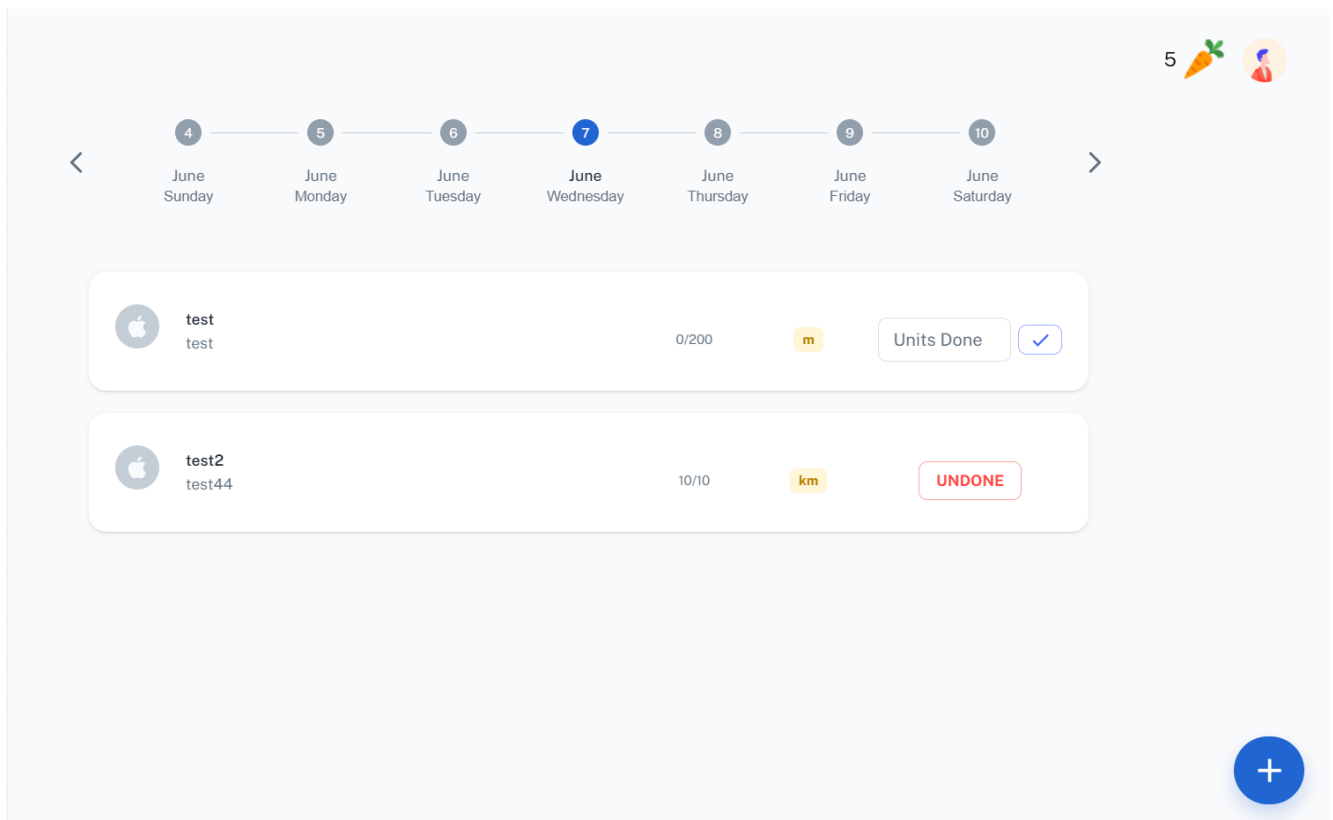 5
4 5 6 7 8 9 10
June June June June June June June
Sunday Monday Tuesday Wednesday Thursday Friday Saturday
test
test
0/200 m Units Done
test2
test44
10/10 km UNDONE